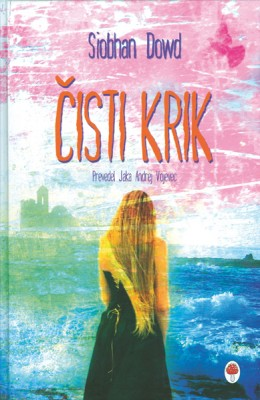 Siobhan Dowd
ČISTI KRIK
Prevedel Jaka Andrej Vojevec